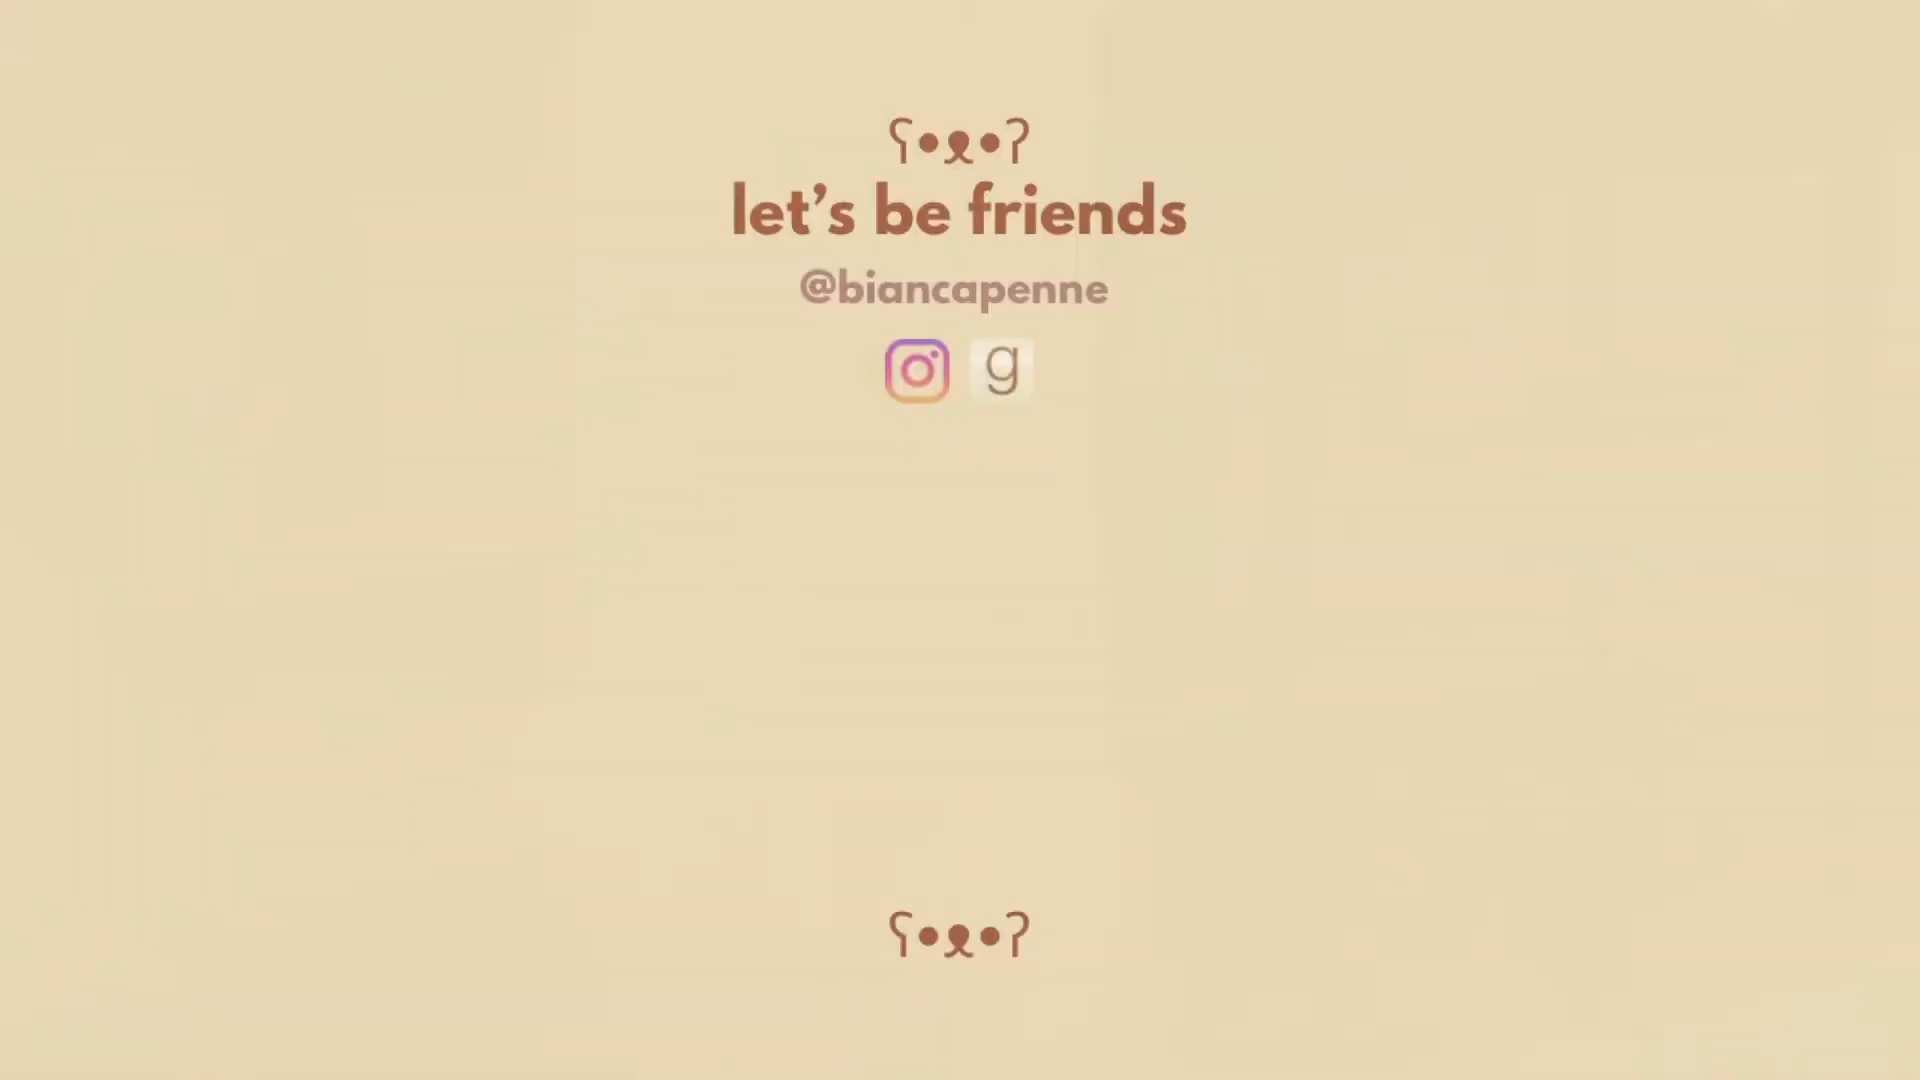 ʕ•ᴥ•ʔ
let’s be friends
@biancapenne
g
ʕ•ᴥ•ʔ